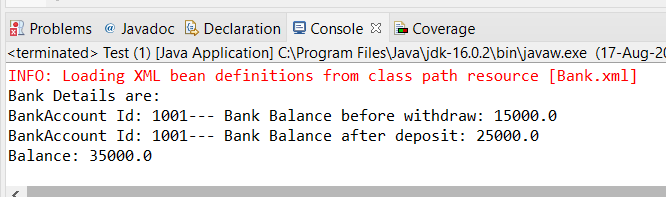 Problems @ Javadoc Declaration Console Coverage
<terminated> Test (1) [Java Application] C:\Program Files\Java\jdk-16.0.2\bin\javaw.exe (17-Aug-20
INFO: Loading XML bean definitions from class path resource [Bank.xml]
Bank Details are:
BankAccount Id: 1001--- Bank Balance before withdraw: 15000.0
BankAccount Id: 1001--- Bank Balance after deposit: 25000.0
Balance: 35000.0